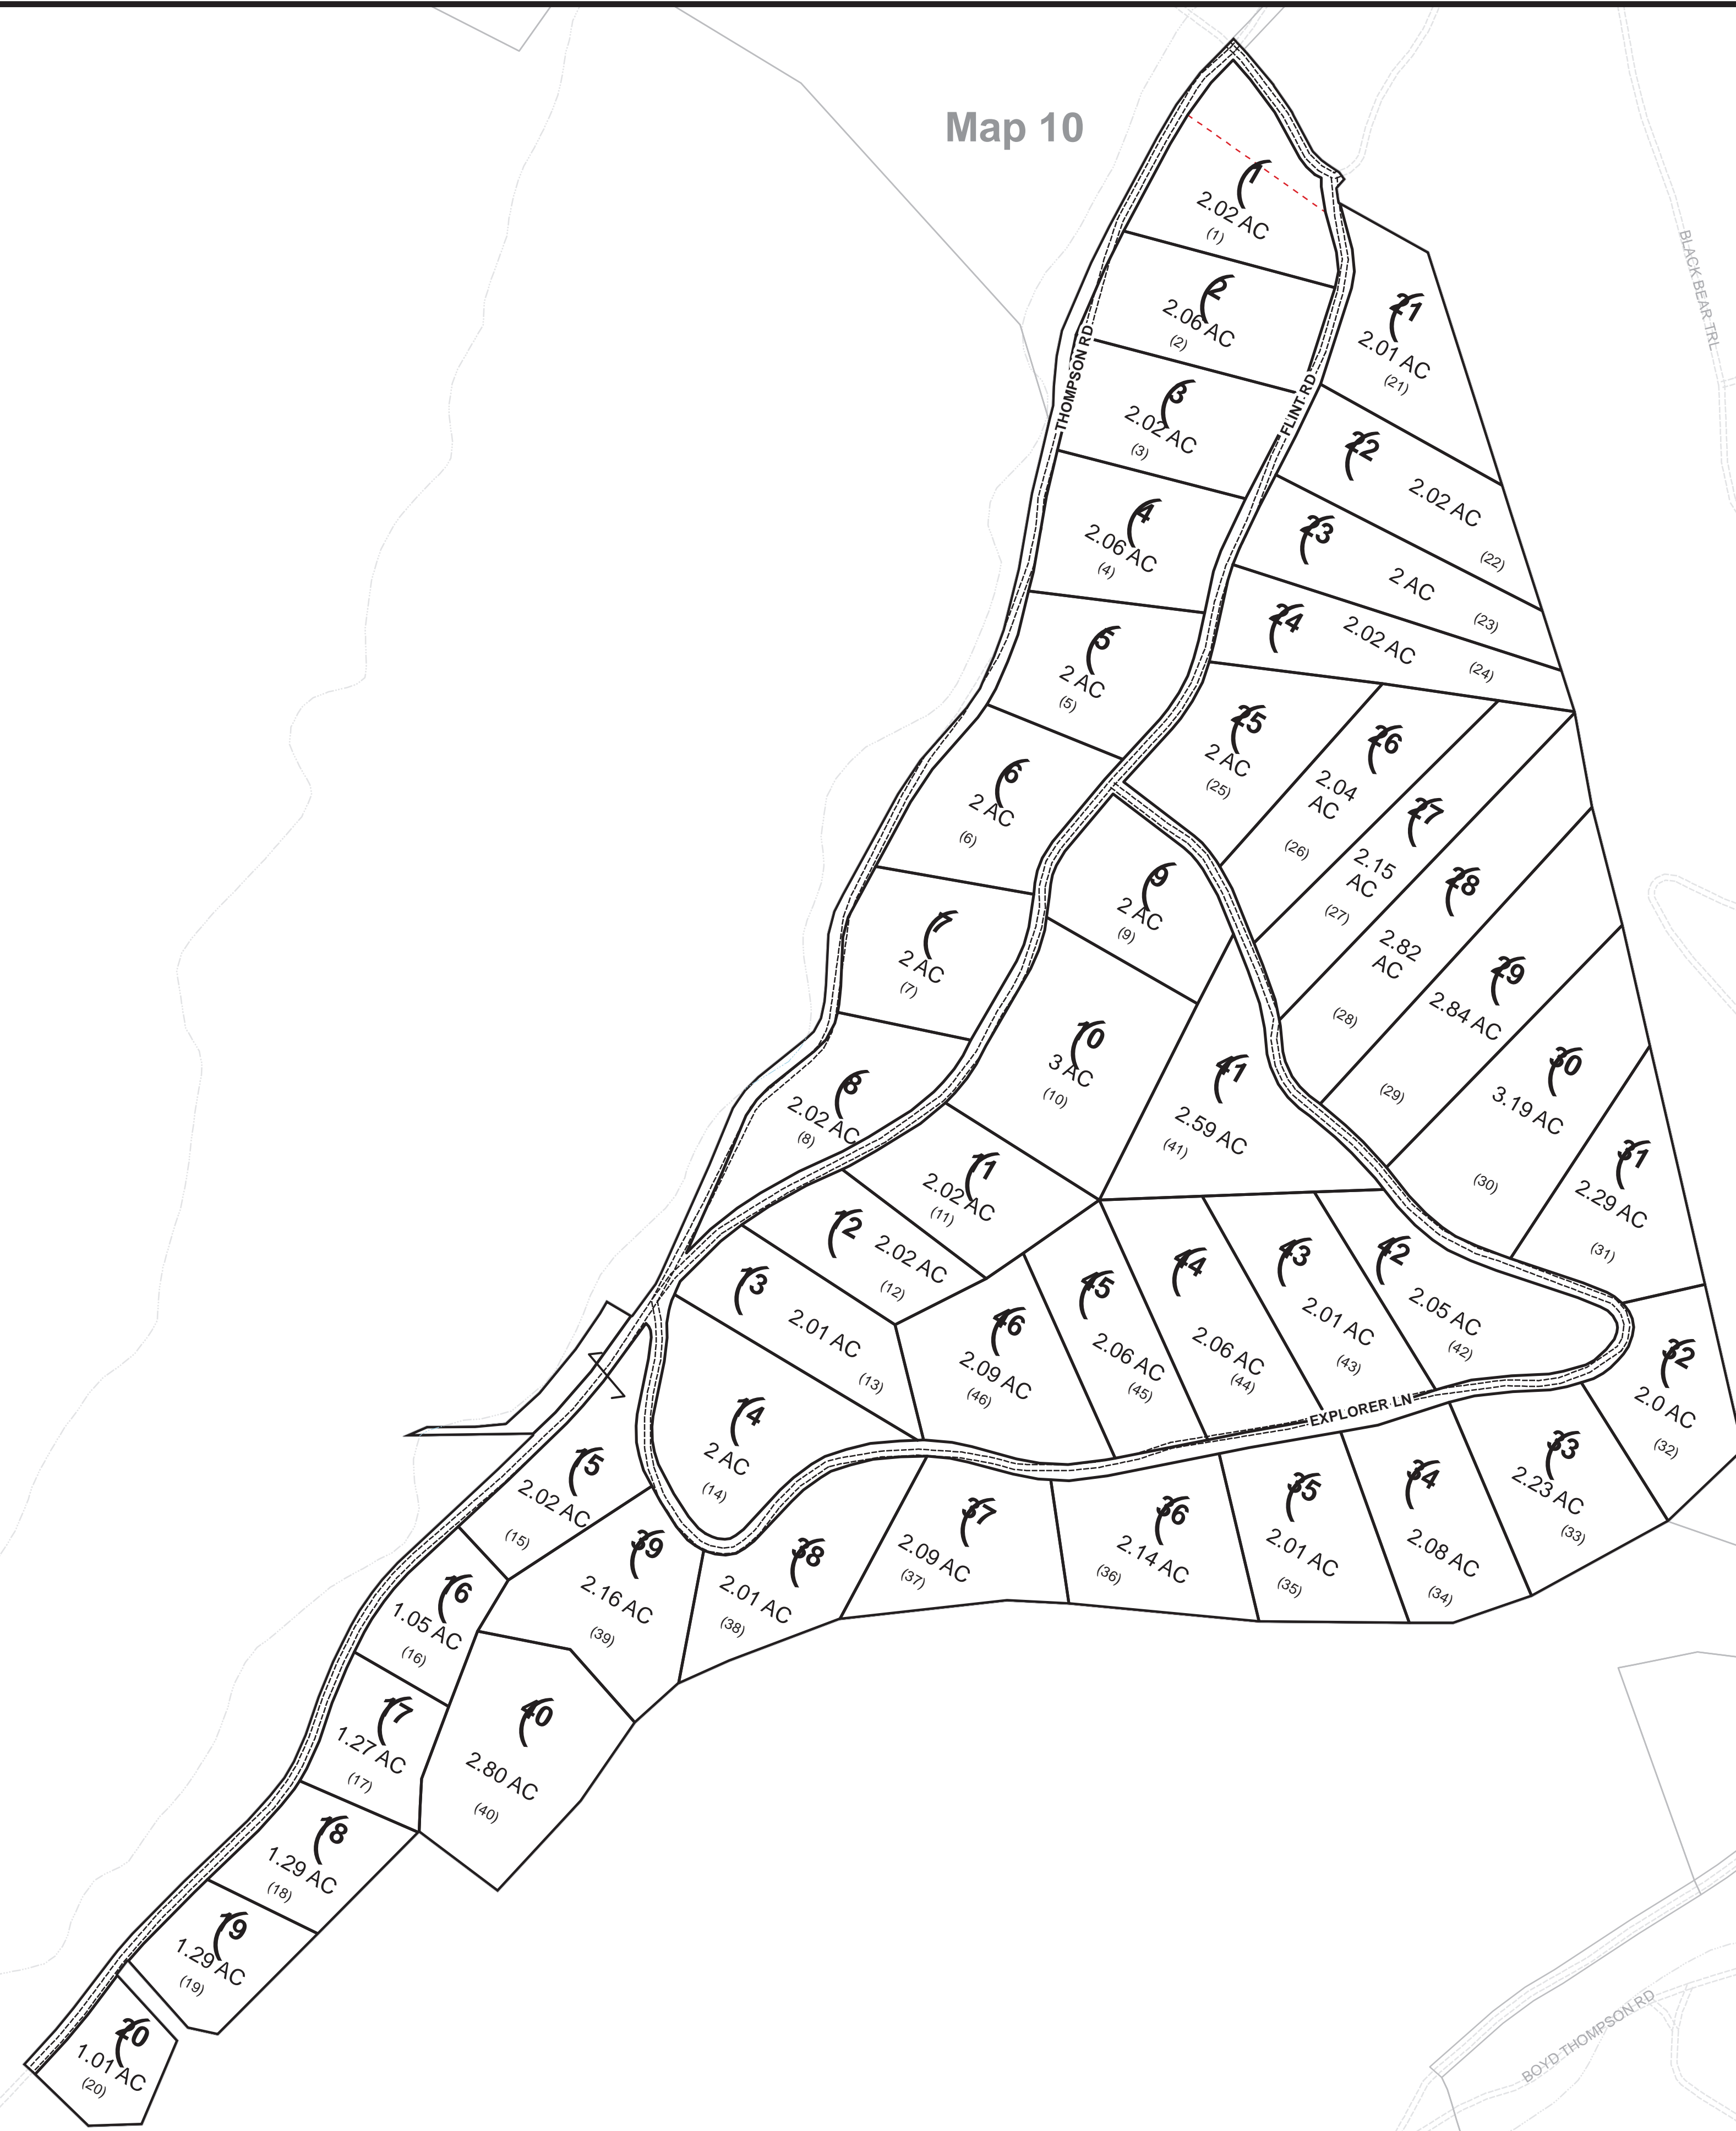 Map 10
BLACK BEAR TRL
1
2.02 AC
(1)
2
2.06 AC
(2)
21
2.01 AC
(21)
THOMPSON RD
FLINT RD
3
2.02 AC
(3)
22
2.02 AC
(22)
4
2.06 AC
(4)
23
2 AC
(23)
24
2.02 AC
(24)
5
2 AC
(5)
25
2 AC
(25)
26
2.04
AC
(26)
6
2 AC
(6)
27
2.15
AC
(27)
9
2 AC
(9)
28
2.82
AC
(28)
7
2 AC
(7)
29
2.84 AC
(29)
10
3 AC
(10)
41
2.59 AC
(41)
30
3.19 AC
(30)
8
2.02 AC
(8)
11
2.02 AC
(11)
31
2.29 AC
(31)
12
2.02 AC
(12)
13
2.01 AC
(13)
46
2.09 AC
(46)
45
2.06 AC
(45)
44
2.06 AC
(44)
43
2.01 AC
(43)
42
2.05 AC
(42)
32
2.0 AC
(32)
EXPLORER LN
14
2 AC
(14)
15
2.02 AC
(15)
39
2.16 AC
(39)
38
2.01 AC
(38)
37
2.09 AC
(37)
36
2.14 AC
(36)
35
2.01 AC
(35)
34
2.08 AC
(34)
33
2.23 AC
(33)
16
1.05 AC
(16)
17
1.27 AC
(17)
40
2.80 AC
(40)
18
1.29 AC
(18)
19
1.29 AC
(19)
20
1.01 AC
(20)
BOYD THOMPSON RD